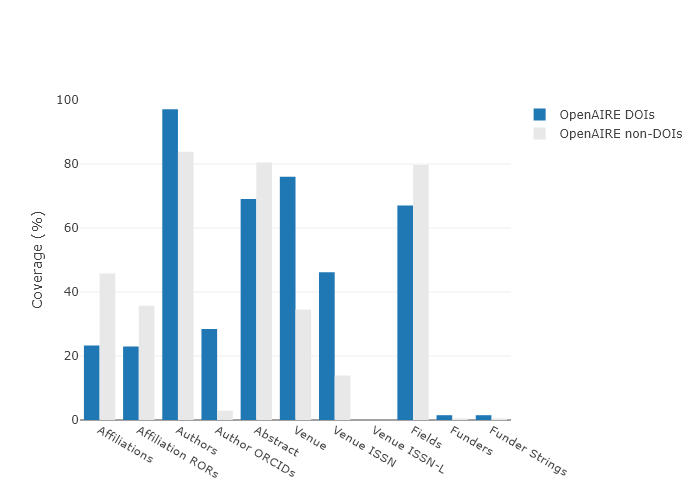 100
80
60
40
20
0
Coverage (%)
Affiliations
Affiliation RORs
Authors
Author ORCIDs
Abstract
Venue
Venue ISSN
Venue ISSN-L
Fields
Funders
Funder Strings
OpenAIRE DOIs
OpenAIRE non-DOIs